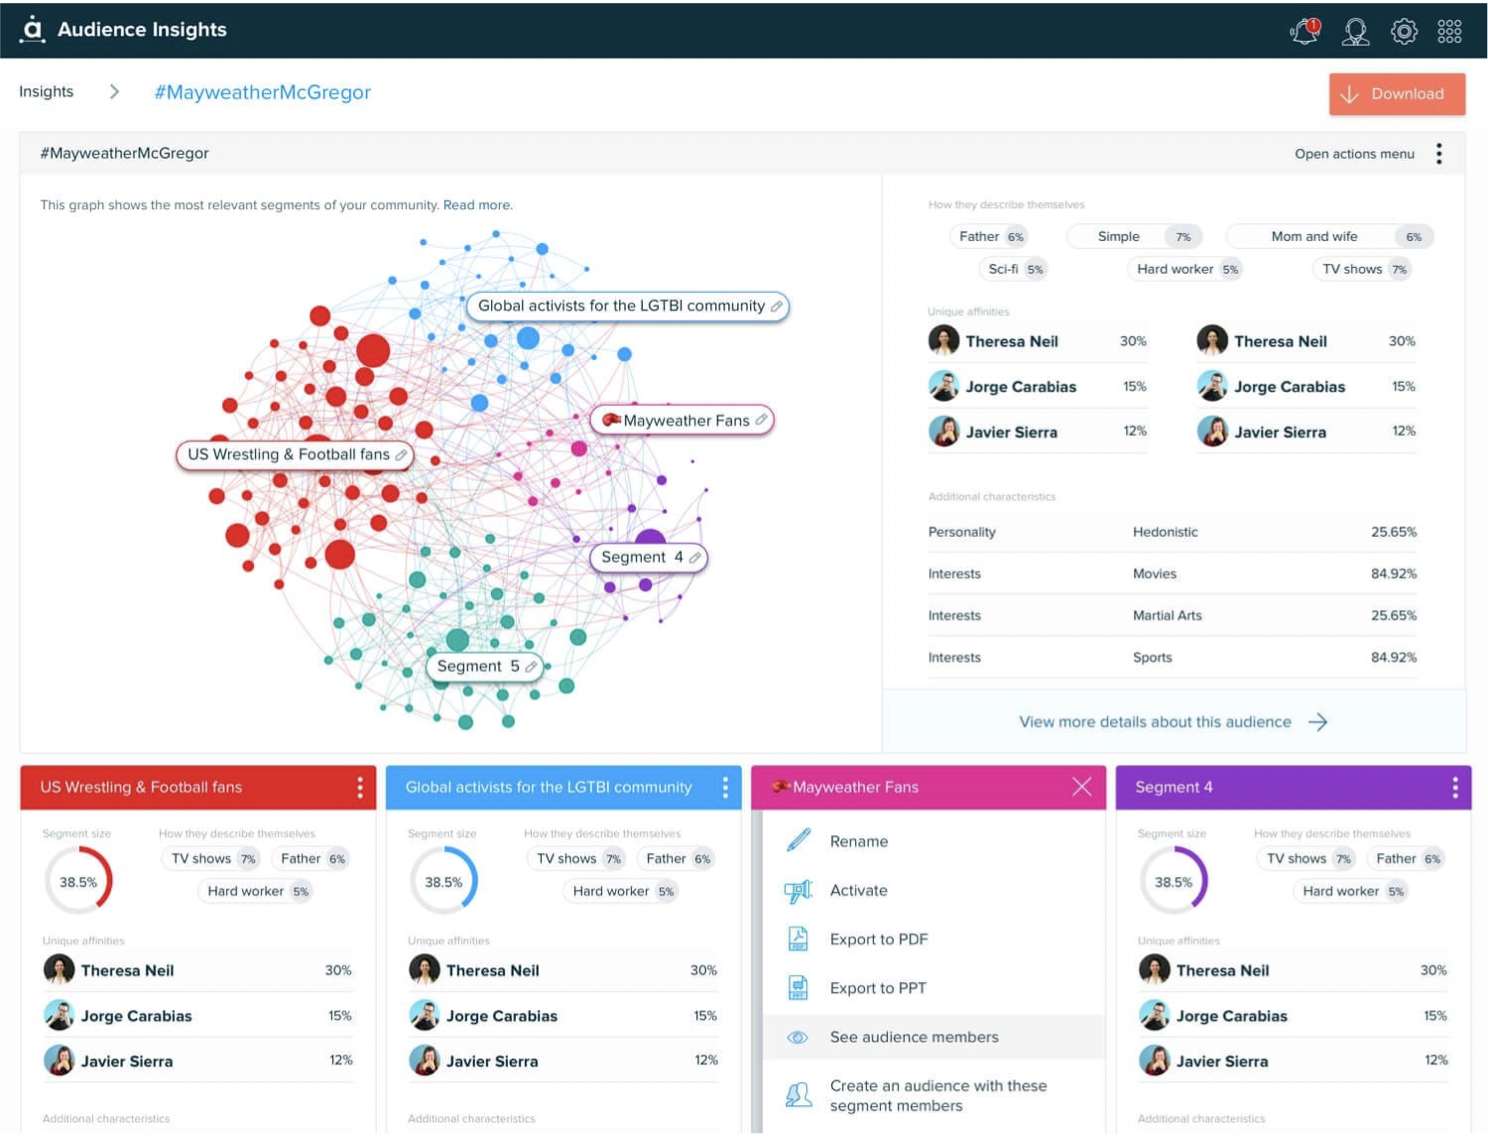 Audience Insights
1
Insights
#MayweatherMcGregor
Download
#MayweatherMcGregor
Open actions menu
This graph shows the most relevant segments of your community. Read more.
Global activists for the LGTBI community
Mayweather Fans
US Wrestling & Football fans
Segment 4
Segment 5
How they describe themselves
Father 6%
Simple 7%
Mom and wife 6%
Sci-fi 5%
Hard worker 5%
TV shows 7%
Unique affinities
Theresa Neil 30%
Theresa Neil 30%
Jorge Carabias 15%
Jorge Carabias 15%
Javier Sierra 12%
Javier Sierra 12%
Additional characteristics
Personality Hedonistic 25.65%
Interests Movies 84.92%
Interests Martial Arts 25.65%
Interests Sports 84.92%
View more details about this audience
US Wrestling & Football fans
Segment size
How they describe themselves
38.5%
TV shows 7%
Father 6%
Hard worker 5%
Unique affinities
Theresa Neil 30%
Jorge Carabias 15%
Javier Sierra 12%
Additional characteristics
Global activists for the LGTBI community
Segment size
How they describe themselves
38.5%
TV shows 7%
Father 6%
Hard worker 5%
Unique affinities
Theresa Neil 30%
Jorge Carabias 15%
Javier Sierra 12%
Additional characteristics
Mayweather Fans
Rename
Activate
Export to PDF
Export to PPT
See audience members
Create an audience with these
segment members
Segment 4
Segment size
How they describe themselves
38.5%
TV shows 7%
Father 6%
Hard worker 5%
Unique affinities
Theresa Neil 30%
Jorge Carabias 15%
Javier Sierra 12%
Additional characteristics